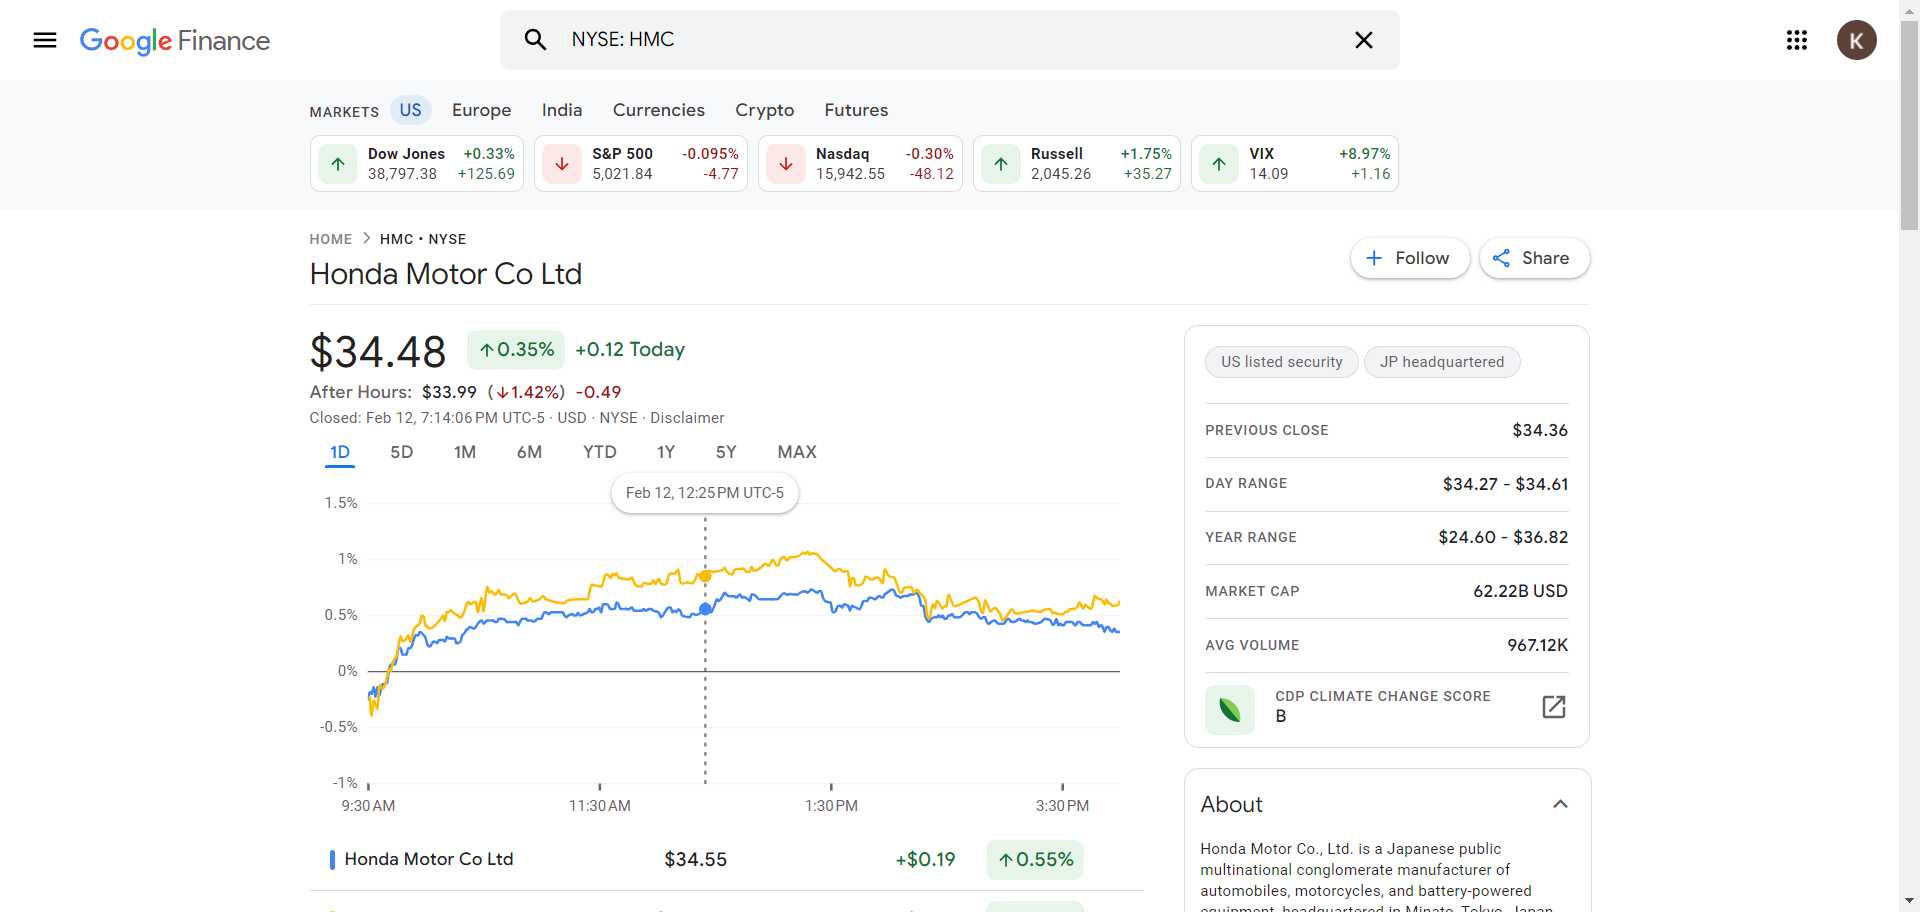 Google Finance
NYSE: HMC
K
MARKETS US Europe India Currencies Crypto Futures
Dow Jones +0.33%
38,797.38 +125.69
S&P 500 -0.095%
5,021.84 -4.77
Nasdaq -0.30%
15,942.55 -48.12
Russell +1.75%
2,045.26 +35.27
VIX +8.97%
14.09 +1.16
HOME HMC • NYSE
Honda Motor Co Ltd
Follow
Share
$34.48 0.35% +0.12 Today
After Hours: $33.99 (↓1.42%) -0.49
Closed: Feb 12, 7:14:06 PM UTC-5 · USD · NYSE · Disclaimer
1D 5D 1M 6M YTD 1Y 5Y MAX
Feb 12, 12:25 PM UTC-5
1.5%
1%
0.5%
0%
-0.5%
-1%
9:30 AM 11:30 AM 1:30 PM 3:30 PM
Honda Motor Co Ltd $34.55 +$0.19 0.55%
US listed security JP headquartered
PREVIOUS CLOSE $34.36
DAY RANGE $34.27 - $34.61
YEAR RANGE $24.60 - $36.82
MARKET CAP 62.22B USD
AVG VOLUME 967.12K
CDP CLIMATE CHANGE SCORE
B
About
Honda Motor Co., Ltd. is a Japanese public
multinational conglomerate manufacturer of
automobiles, motorcycles, and battery-powered
equipment, headquartered in Minato, Tokyo, Japan.